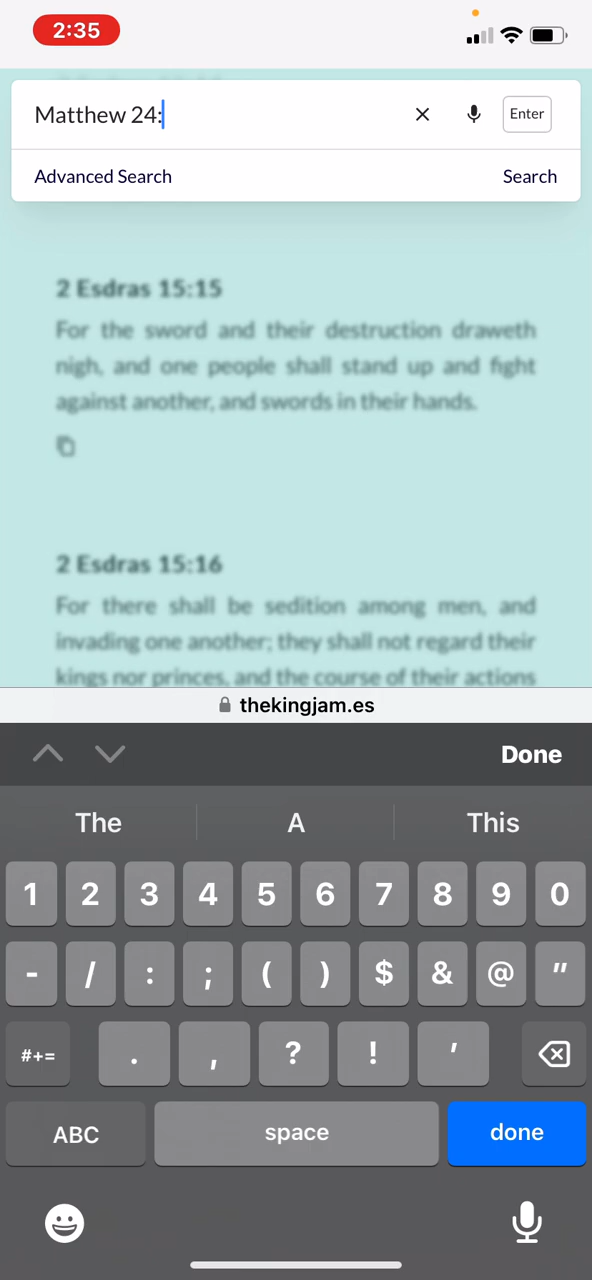 2:35
Matthew 24:
Enter
Advanced Search
Search
2 Esdras 15:15
For the sword and their destruction draweth
nigh, and one people shall stand up and fight
against another, and swords in their hands.
2 Esdras 15:16
For there shall be sedition among men, and
invading one another; they shall not regard their
kings nor princes, and the course of their actions
thekingjam.es
Done
The A This
1 2 3 4 5 6 7 8 9 0
- / : ; ( ) $ & @ "
#+= . , ? ! '
ABC space done